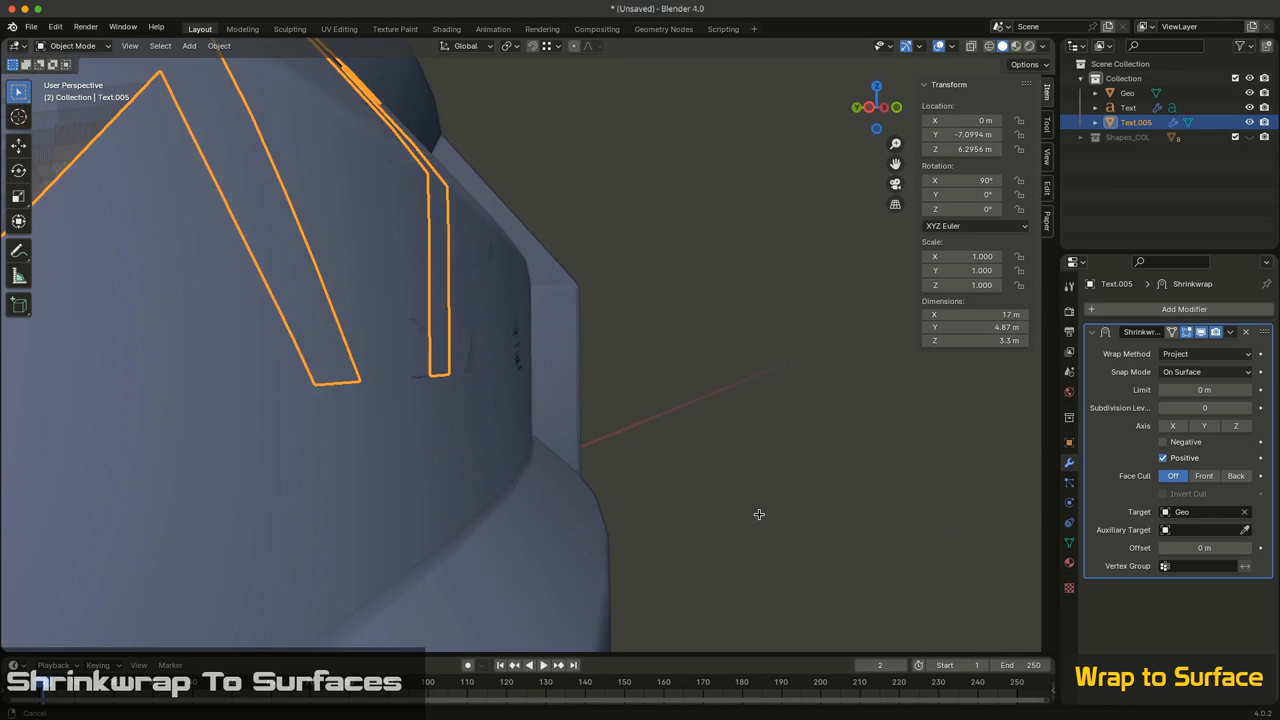 * (Unsaved) - Blender 4.0
File Edit Render Window Help
Layout Modeling Sculpting UV Editing Texture Paint Shading Animation Rendering Compositing Geometry Nodes Scripting +
Scene
ViewLayer
Object Mode View Select Add Object
Global
Options
User Perspective
(2) Collection | Text.005
Z
Y
Transform
Location:
X 0 m
Y -7.0994 m
Z 6.2956 m
Rotation:
X 90°
Y 0°
Z 0°
XYZ Euler
Scale:
X 1.000
Y 1.000
Z 1.000
Dimensions:
X 17 m
Y 4.87 m
Z 3.3 m
Item
Tool
View
Edit
Paper
Scene Collection
Collection
Geo
Text
Text.005
Shapes_COL 8
Text.005 > Shrinkwrap
+ Add Modifier
Shrinkwr...
Wrap Method Project
Snap Mode On Surface
Limit 0 m
Subdivision Lev... 0
Axis X Y Z
Negative
Positive
Face Cull Off Front Back
Invert Cull
Target Geo
Auxiliary Target
Offset 0 m
Vertex Group
Playback Keying View Marker
2
Start 1 End 250
100 110 120 130 140 150 160 170 180 190 200 210 220 230 240 250
Shrinkwrap To Surfaces
Wrap to Surface
Cancel
4.0.2